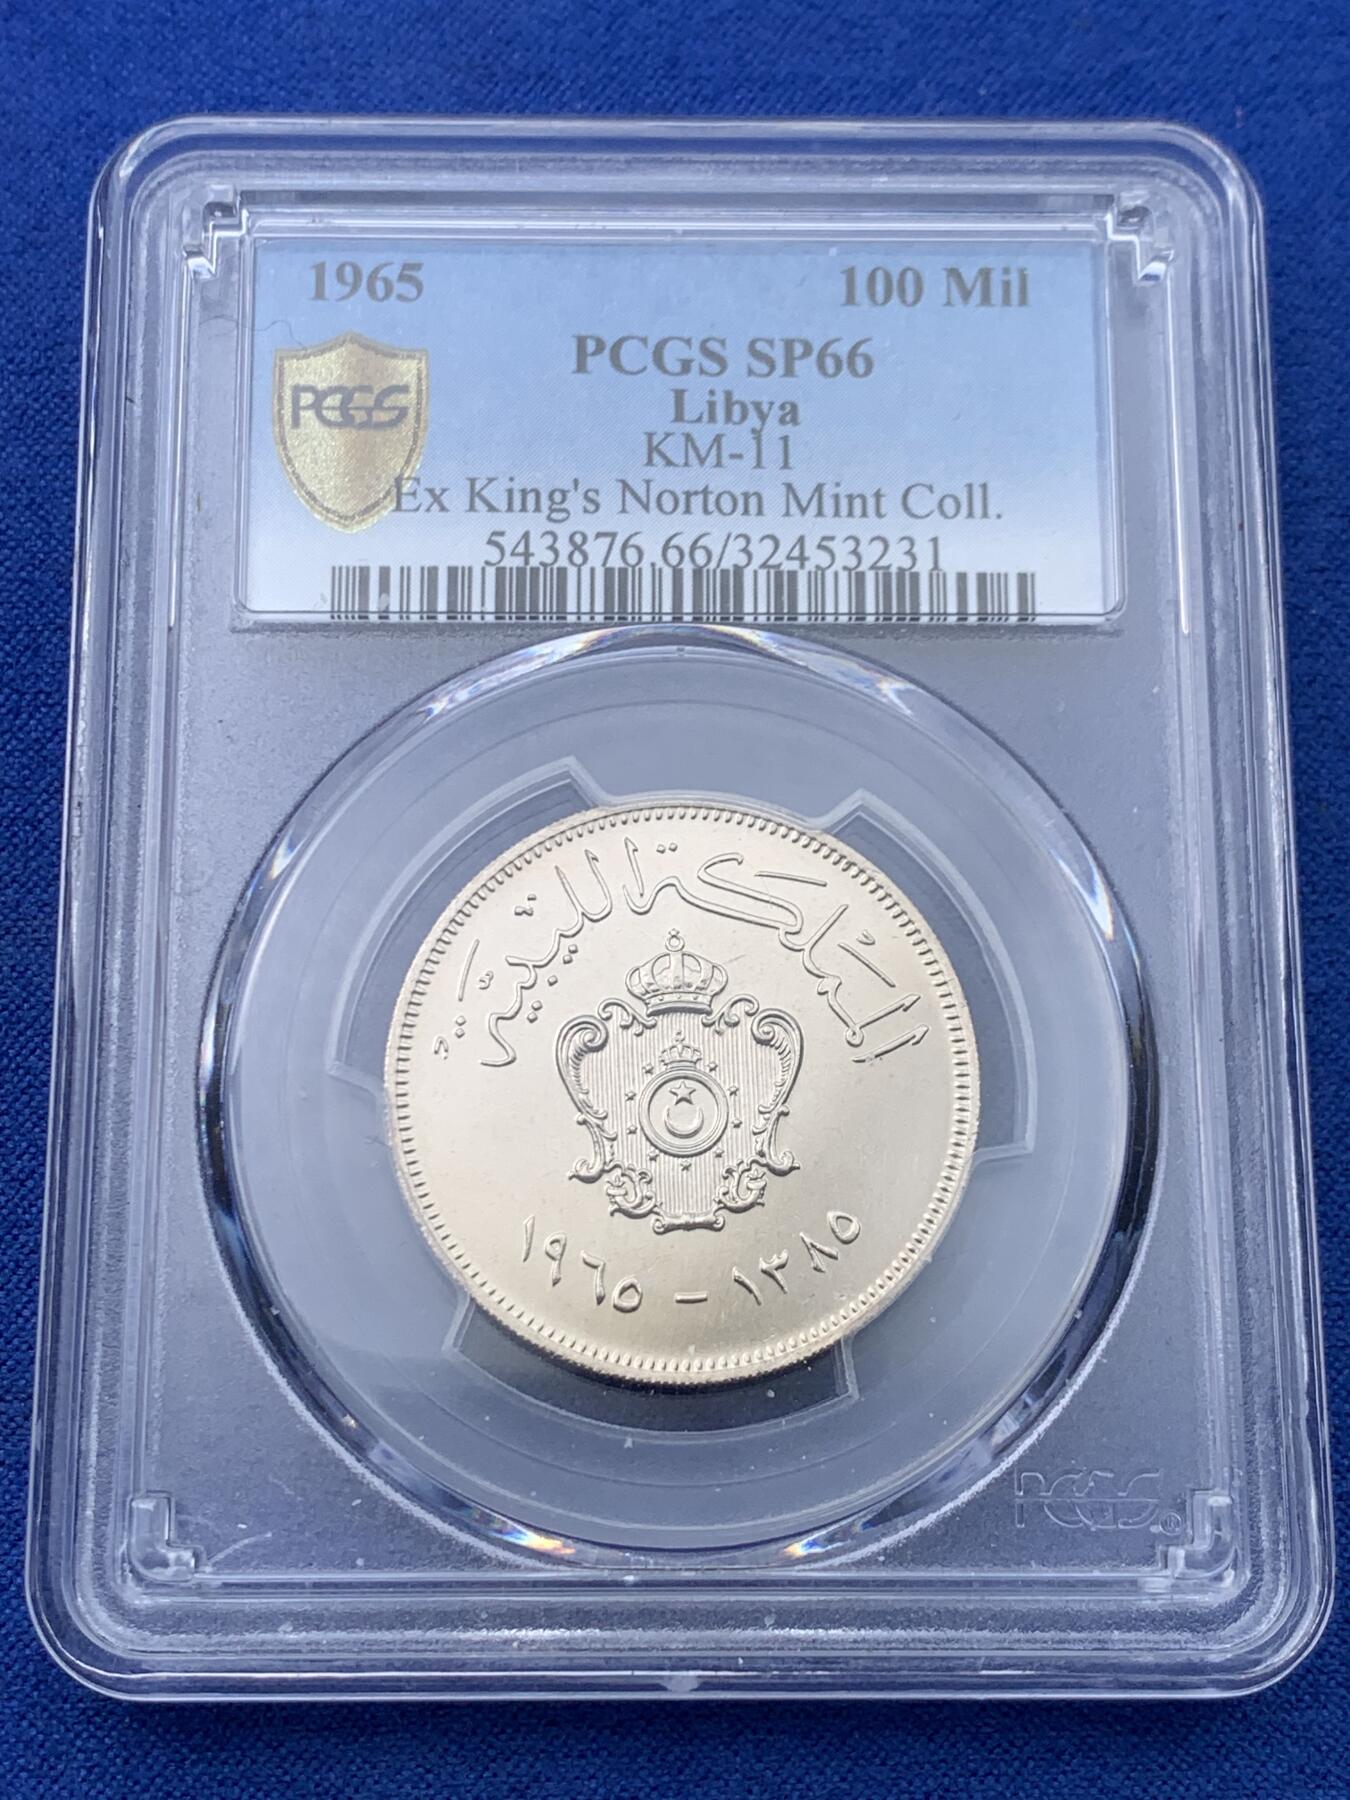 1965 100 Mil
PCGS SP66
PCGS
Libya
KM-11
Ex King's Norton Mint Coll.
543876.66/32453231
المملكة الليبية
١٩٦٥ - ١٣٨٥
PCGS®